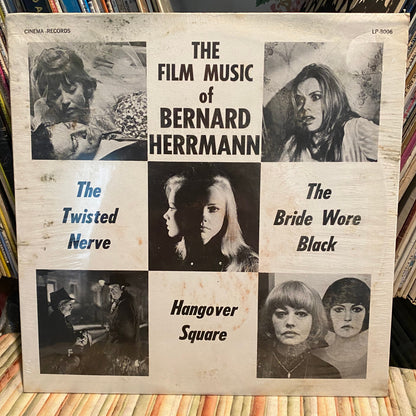 CINEMA-RECORDS
LP-8006
THE
FILM MUSIC
of
BERNARD
HERRMANN
The
Twisted
Nerve
The
Bride Wore
Black
Hangover
Square